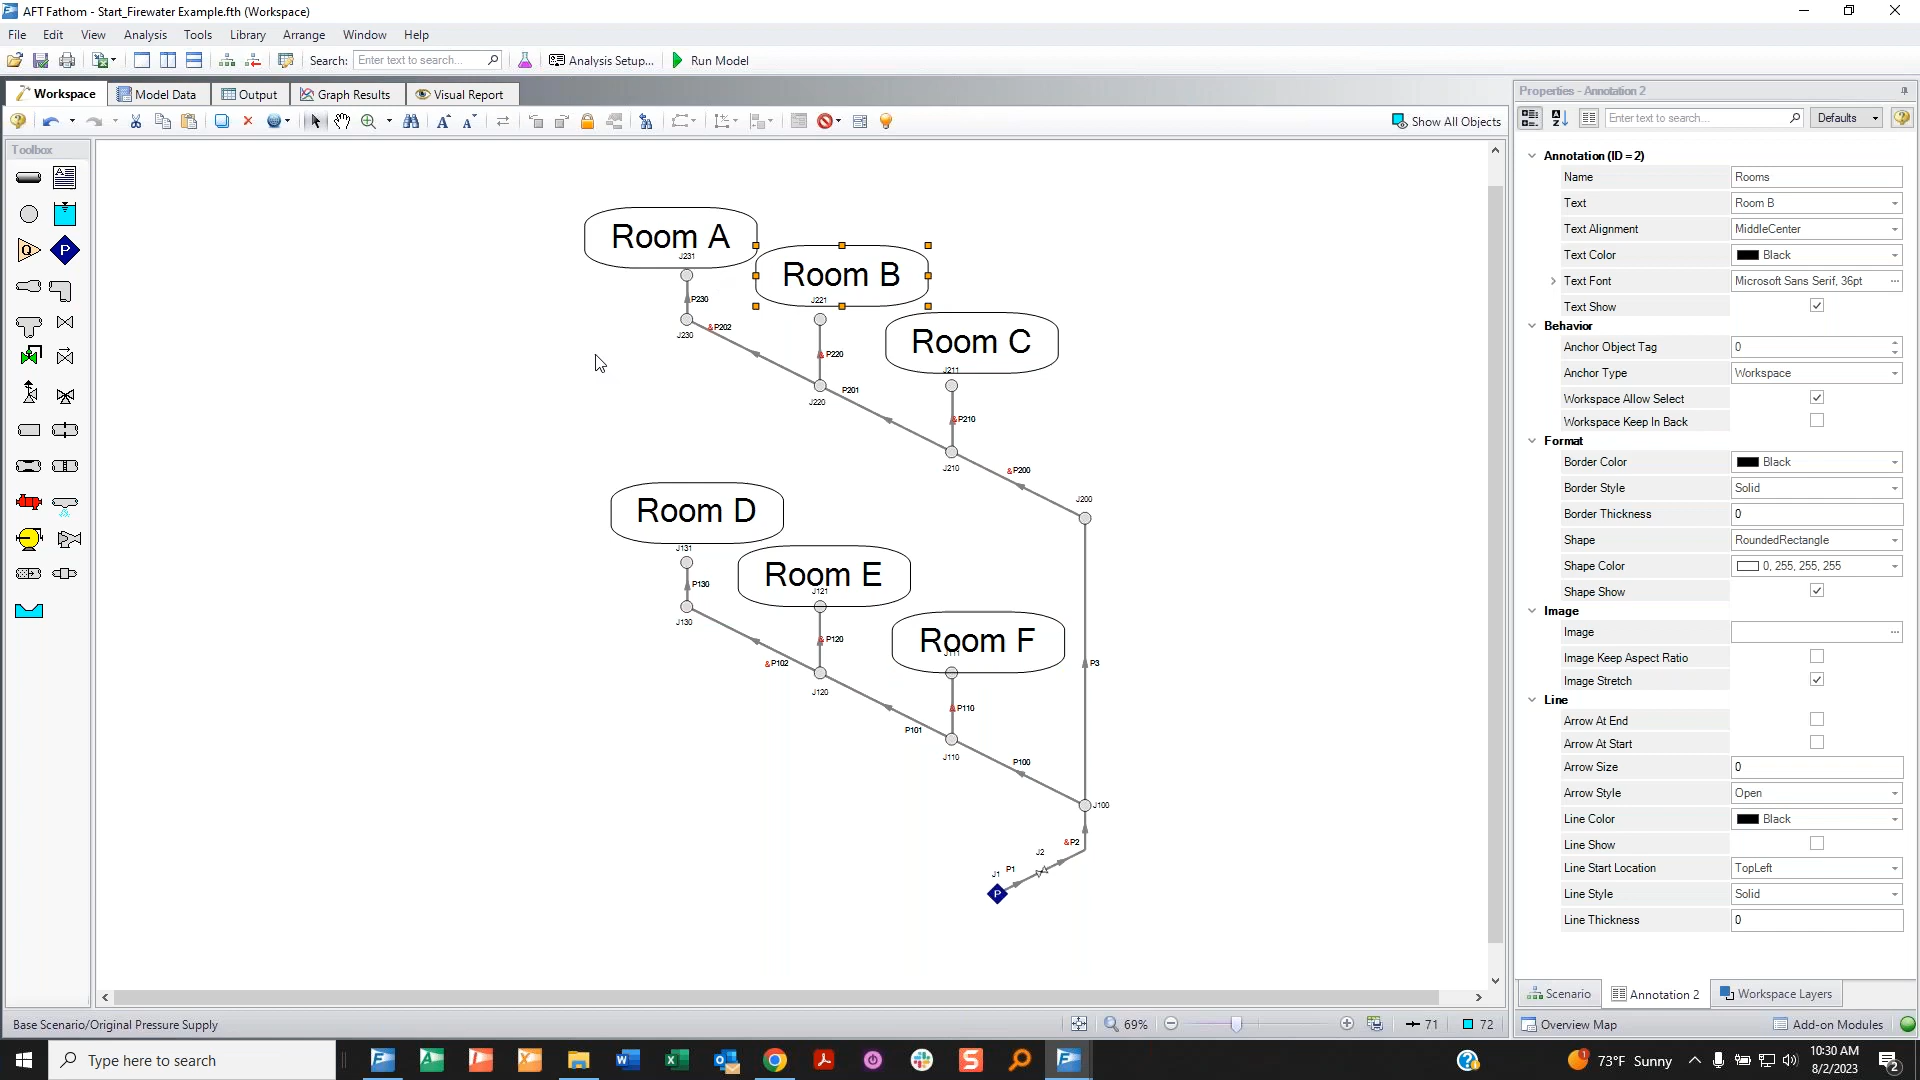 AFT Fathom - Start_Firewater Example.fth (Workspace)
File Edit View Analysis Tools Library Arrange Window Help
Search: Enter text to search... Analysis Setup... Run Model
Workspace Model Data Output Graph Results Visual Report
Show All Objects
Toolbox
Room A
J231
Room B
P230
J221
J230
&P202
Room C
P220
J211
J220
P201
&P210
J210
&P200
J200
Room D
J131
Room E
P130
J121
J130
Room F
&P120
J111
&P102
J120
P3
&P110
P101
J110
P100
J100
&P2
J2
J1
P1
P
Properties - Annotation 2
Enter text to search... Defaults
Annotation (ID = 2)
Name Rooms
Text Room B
Text Alignment MiddleCenter
Text Color Black
Text Font Microsoft Sans Serif, 36pt
Text Show
Behavior
Anchor Object Tag 0
Anchor Type Workspace
Workspace Allow Select
Workspace Keep In Back
Format
Border Color Black
Border Style Solid
Border Thickness 0
Shape RoundedRectangle
Shape Color 0, 255, 255, 255
Shape Show
Image
Image
Image Keep Aspect Ratio
Image Stretch
Line
Arrow At End
Arrow At Start
Arrow Size 0
Arrow Style Open
Line Color Black
Line Show
Line Start Location TopLeft
Line Style Solid
Line Thickness 0
Scenario Annotation 2 Workspace Layers
Base Scenario/Original Pressure Supply 69% 71 72 Overview Map Add-on Modules
Type here to search
73°F Sunny
10:30 AM
8/2/2023
2